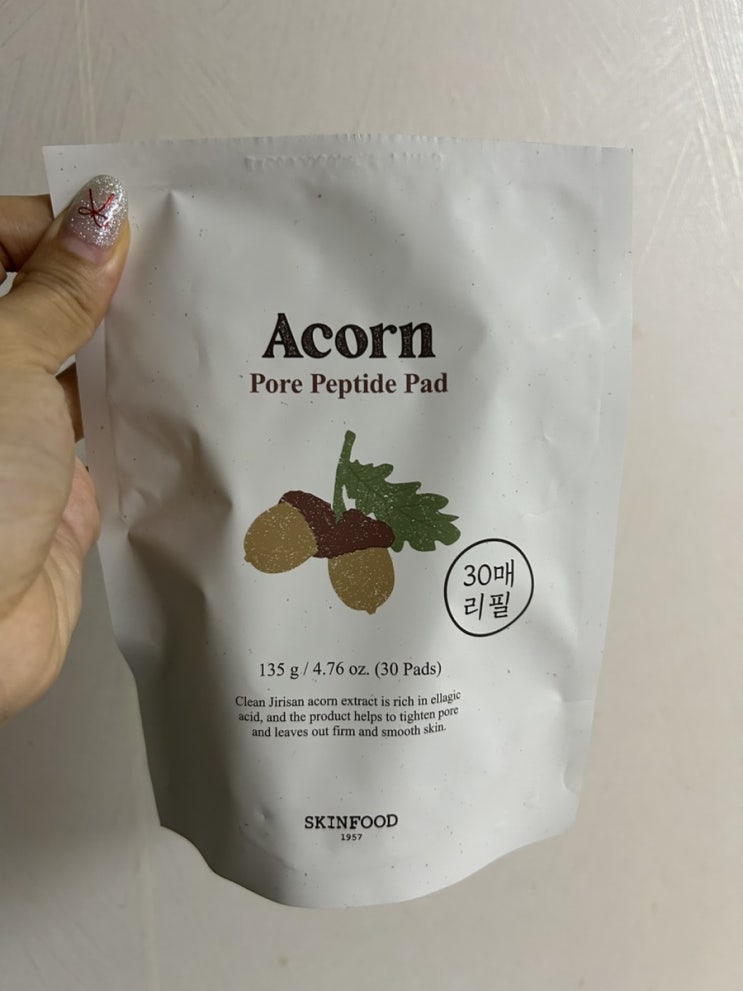 Acorn
Pore Peptide Pad
30매
리필
135 g / 4.76 oz. (30 Pads)
Clean Jirisan acorn extract is rich in ellagic
acid, and the product helps to tighten pore
and leaves out firm and smooth skin.
SKINFOOD
1957